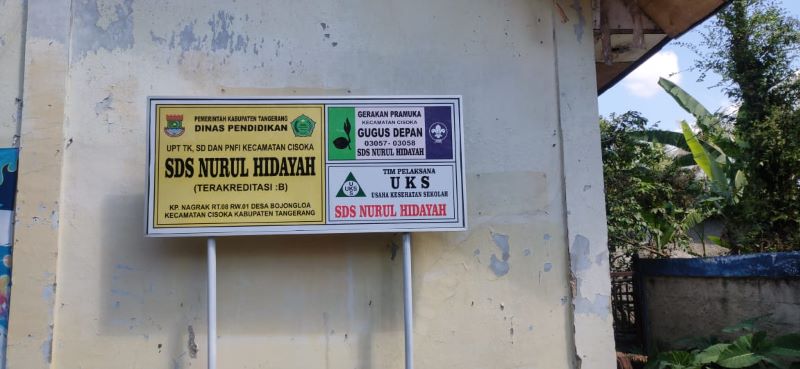 PEMERINTAH KABUPATEN TANGERANG
DINAS PENDIDIKAN
UPT TK, SD DAN PNFI KECAMATAN CISOKA
SDS NURUL HIDAYAH
(TERAKREDITASI :B)
KP. NAGRAK RT.08 RW.01 DESA BOJONGLOA
KECAMATAN CISOKA KABUPATEN TANGERANG
GERAKAN PRAMUKA
KECAMATAN CISOKA
GUGUS DEPAN
03057- 03058
SDS NURUL HIDAYAH
TIM PELAKSANA
U K S
USAHA KESEHATAN SEKOLAH
SDS NURUL HIDAYAH
U
UKS
S